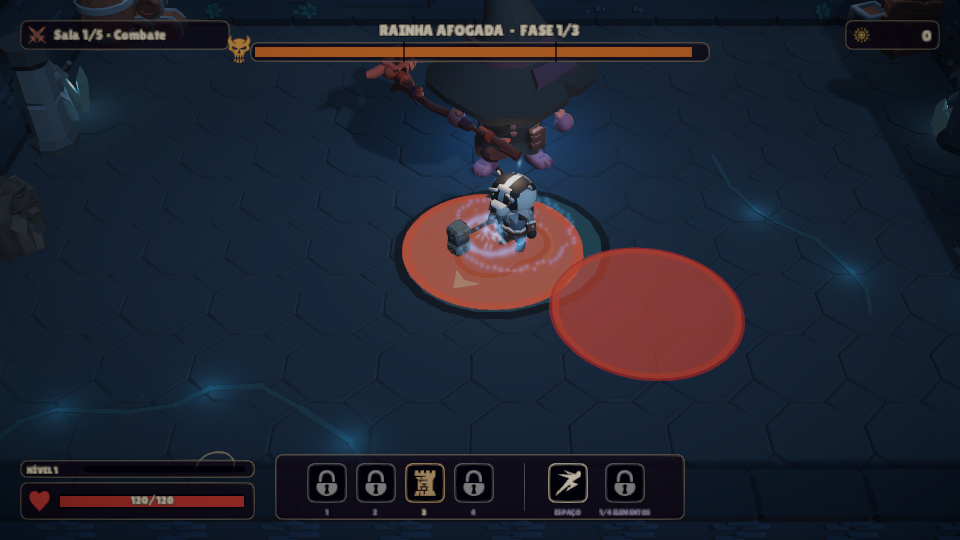 Sala 1/5 - Combate
RAINHA AFOGADA - FASE 1/3
0
NÍVEL 1
120/120
1
2
3
4
ESPAÇO
1/4 ELEMENTOS